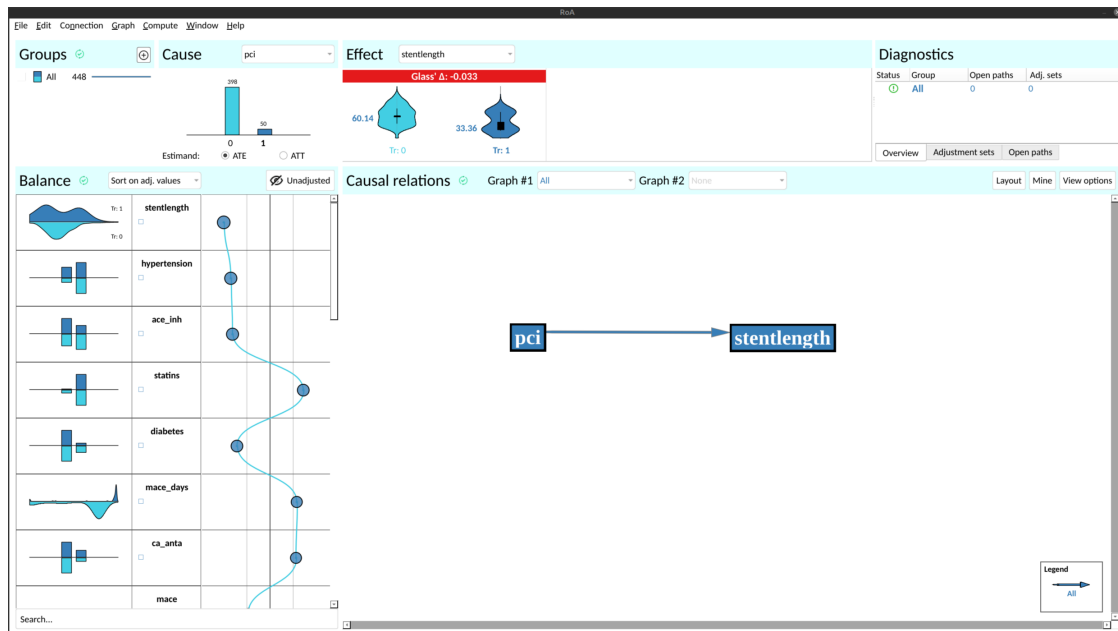 RoA
File Edit Connection Graph Compute Window Help
Groups
Cause
pci
Effect
stentlength
Diagnostics
All 448
398
50
0 1
Estimand: ATE ATT
Glass' Δ: -0.033
60.14
33.36
Tr: 0
Tr: 1
Status Group Open paths Adj. sets
All 0 0
Overview Adjustment sets Open paths
Balance
Sort on adj. values
Unadjusted
Causal relations
Graph #1 All
Graph #2 None
Layout Mine View options
Tr: 1
Tr: 0
stentlength
hypertension
ace_inh
statins
diabetes
mace_days
ca_anta
mace
Search...
pci
stentlength
Legend
All